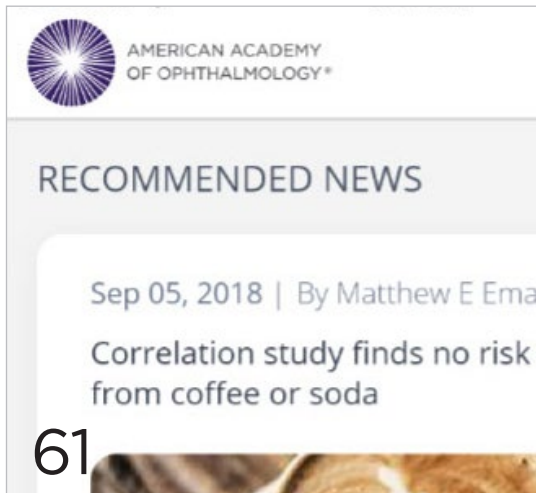 AMERICAN ACADEMY
OF OPHTHALMOLOGY®
RECOMMENDED NEWS
Sep 05, 2018 | By Matthew E Ema
Correlation study finds no risk
from coffee or soda
61